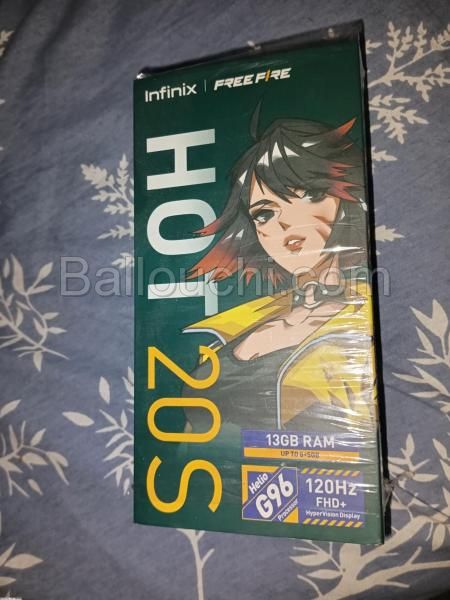 Infinix | FREE FIRE
HOT 20S
Ballouchi.com
13GB RAM
UP TO 8+5GB
Helio
G96
Processor
120Hz
FHD+
HyperVision Display